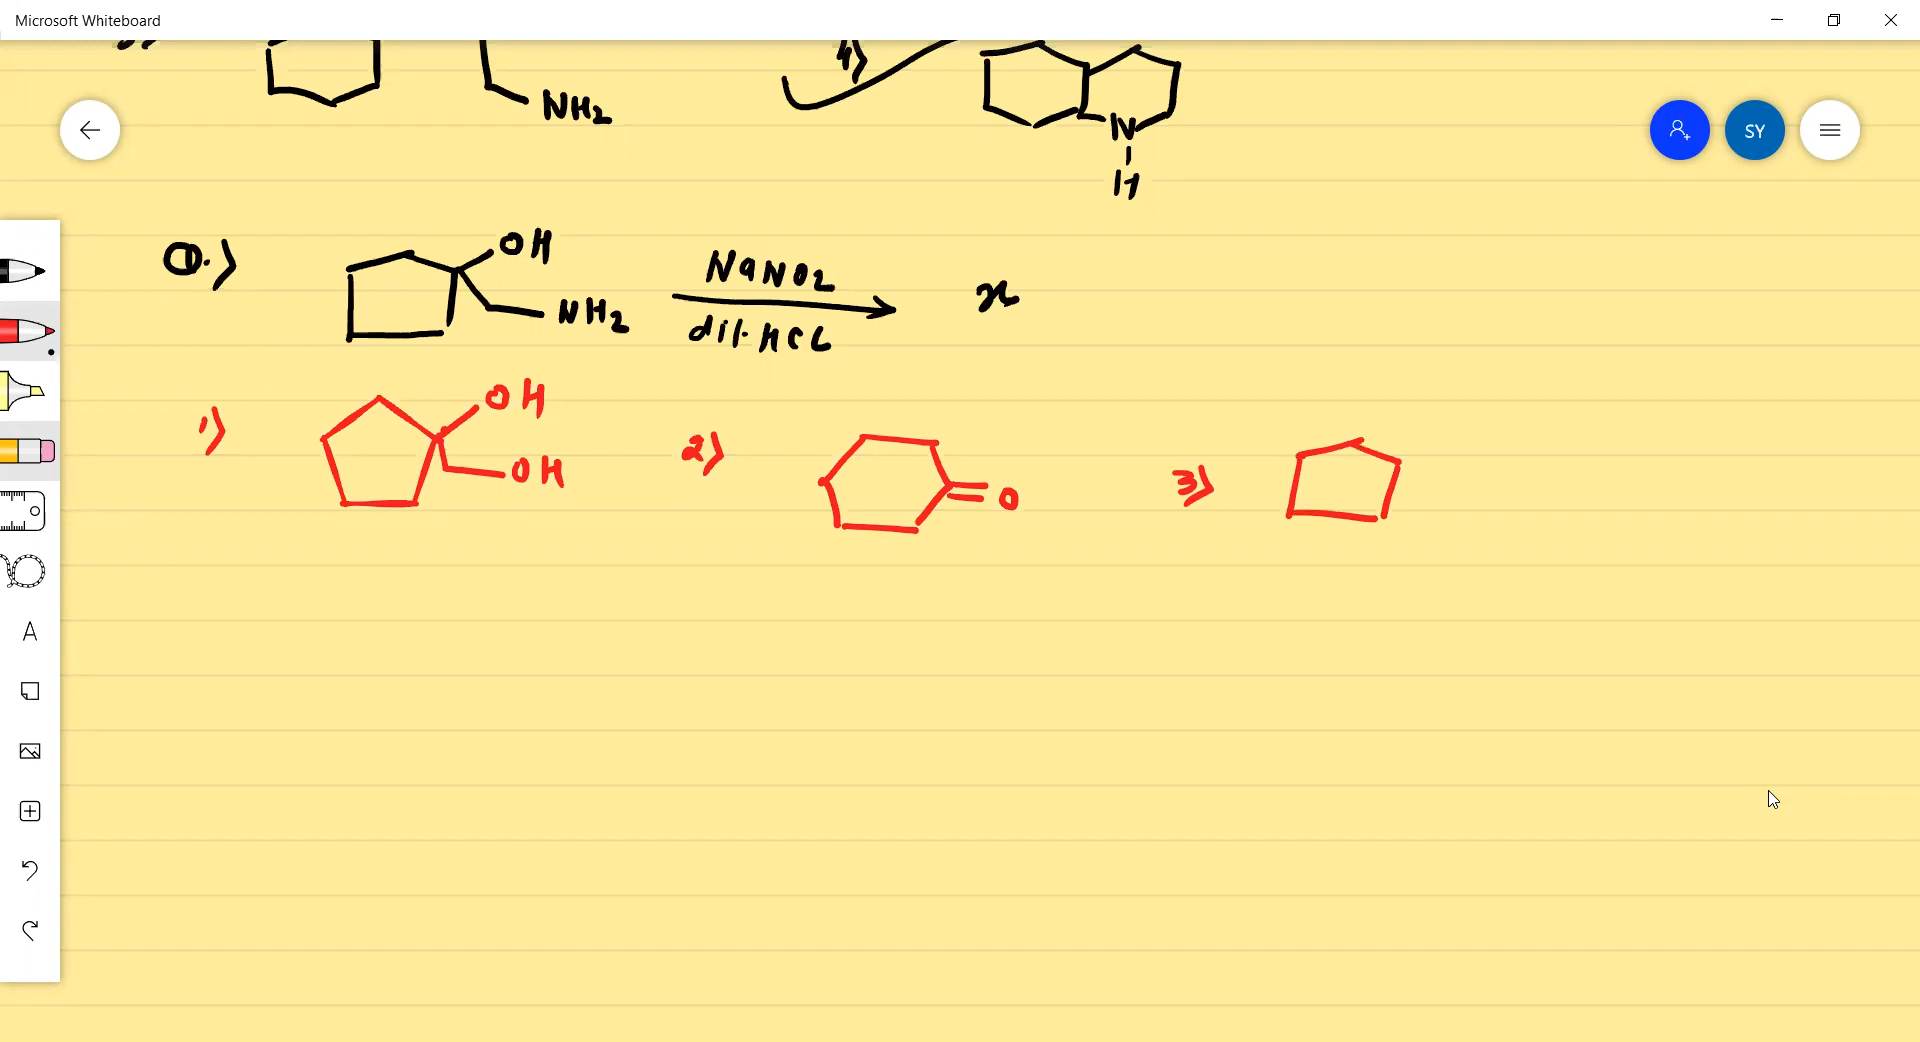 Microsoft Whiteboard
4)
NH2
N
H
SY
Q.)
OH
NH2
NaNO2
dil. HCL
x
1)
OH
OH
2)
O
3)
A